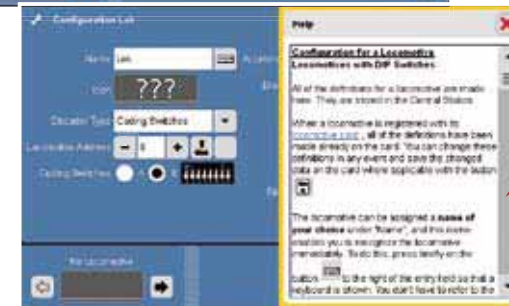 Configuration Lok
Name Lok
Icon ???
Decoder Type Coding Switches
Locomotive Address
Coding Switches
No Locomotive
Help
Configuration for a Locomotive
Locomotives with DIP Switches
All of the definitions for a locomotive are made
here. They are stored in the Central Station.
When a locomotive is registered with its
locomotive card, all of the definitions have been
made already on the card. You can change these
definitions in any event and save the changed
data on the card where applicable with the button
The locomotive can be assigned a name of
your choice under "Name", and this name
enables you to recognize the locomotive
immediately. To do this, press briefly on the
button to the right of the entry field so that a
keyboard is shown. You don't have to refer to the